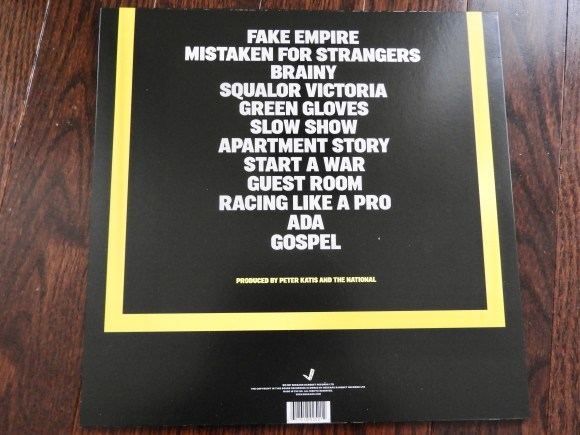 FAKE EMPIRE
MISTAKEN FOR STRANGERS
BRAINY
SQUALOR VICTORIA
GREEN GLOVES
SLOW SHOW
APARTMENT STORY
START A WAR
GUEST ROOM
RACING LIKE A PRO
ADA
GOSPEL
PRODUCED BY PETER KATIS AND THE NATIONAL